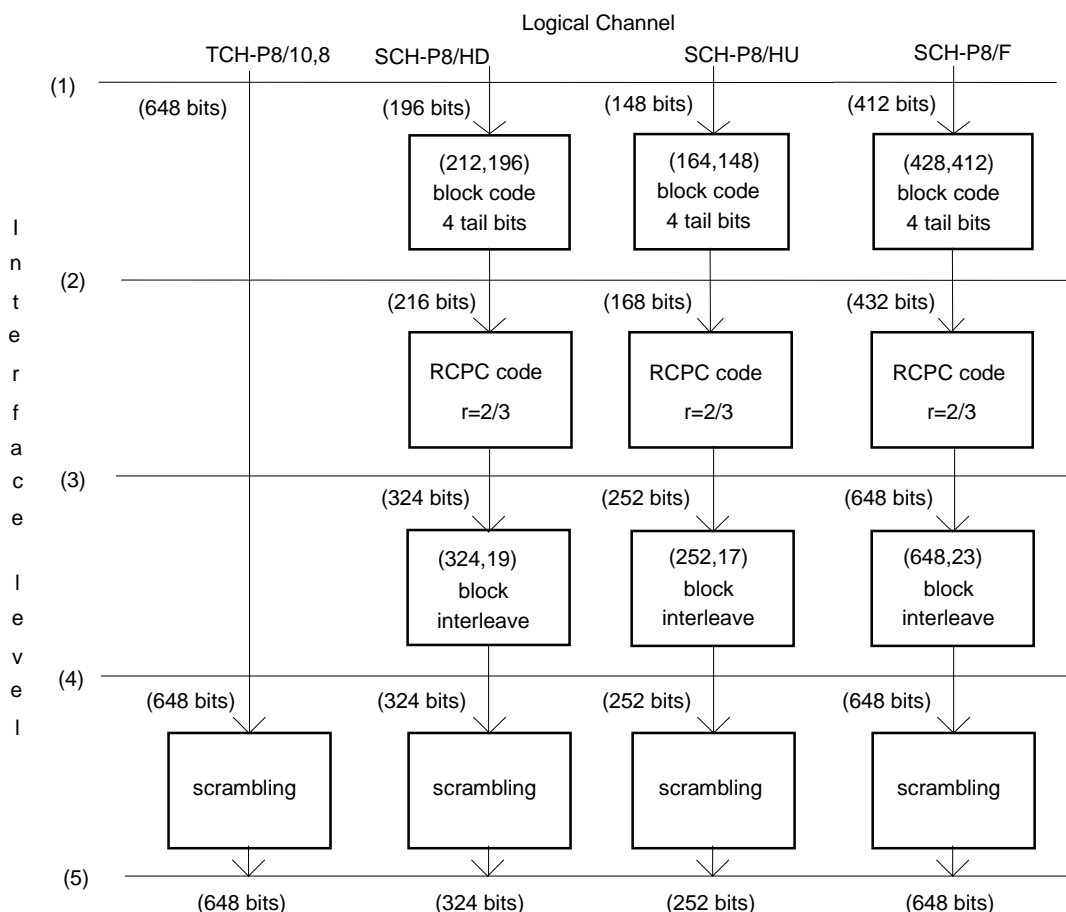 Logical Channel
TCH-P8/10,8 SCH-P8/HD SCH-P8/HU SCH-P8/F
(1)
(648 bits) (196 bits) (148 bits) (412 bits)
(212,196) (164,148) (428,412)
block code block code block code
4 tail bits 4 tail bits 4 tail bits
Interface level
(2)
(216 bits) (168 bits) (432 bits)
RCPC code RCPC code RCPC code
r=2/3 r=2/3 r=2/3
(3)
(324 bits) (252 bits) (648 bits)
(324,19) (252,17) (648,23)
block block block
interleave interleave interleave
(4)
(648 bits) (324 bits) (252 bits) (648 bits)
scrambling scrambling scrambling scrambling
(5)
(648 bits) (324 bits) (252 bits) (648 bits)